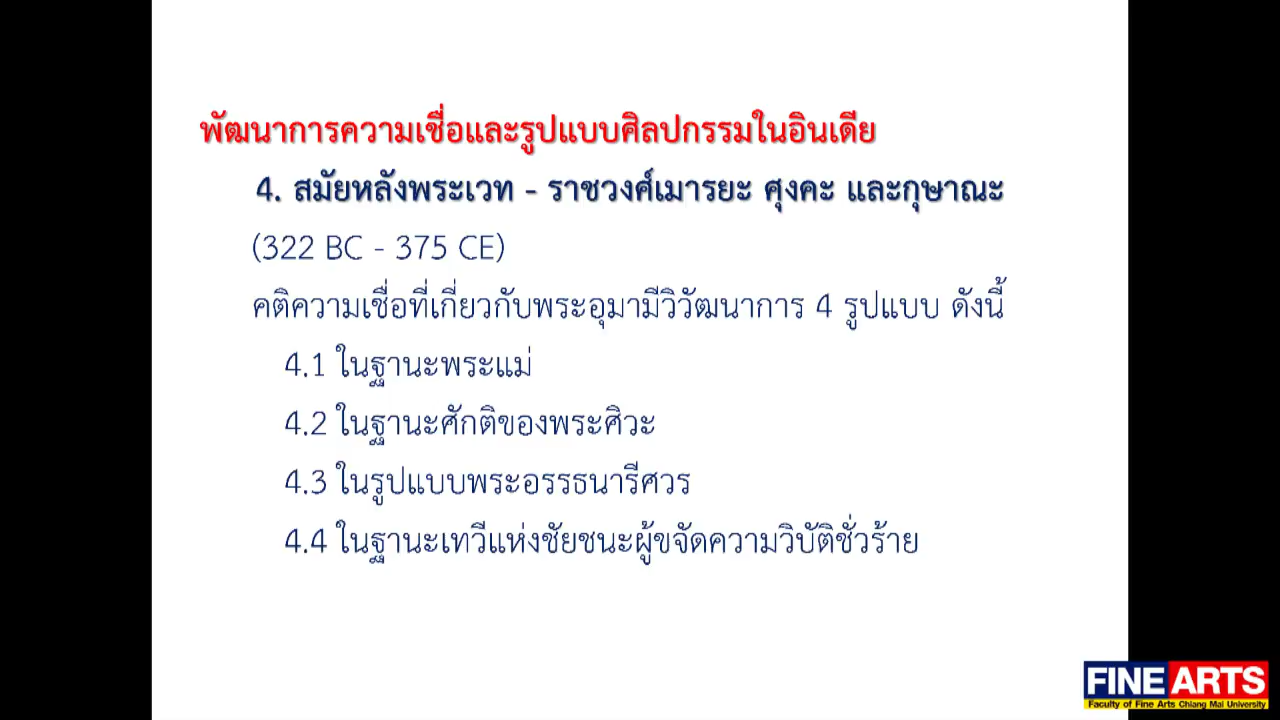 พัฒนาการความเชื่อและรูปแบบศิลปกรรมในอินเดีย
4. สมัยหลังพระเวท - ราชวงศ์เมารยะ ศุงคะ และกุษาณะ
(322 BC - 375 CE)
คติความเชื่อที่เกี่ยวกับพระอุมามีวิวัฒนาการ 4 รูปแบบ ดังนี้
4.1 ในฐานะพระแม่
4.2 ในฐานะศักติของพระศิวะ
4.3 ในรูปแบบพระอรรธนารีศวร
4.4 ในฐานะเทวีแห่งชัยชนะผู้ขจัดความวิบัติชั่วร้าย
FINE ARTS
Faculty of Fine Arts Chiang Mai University